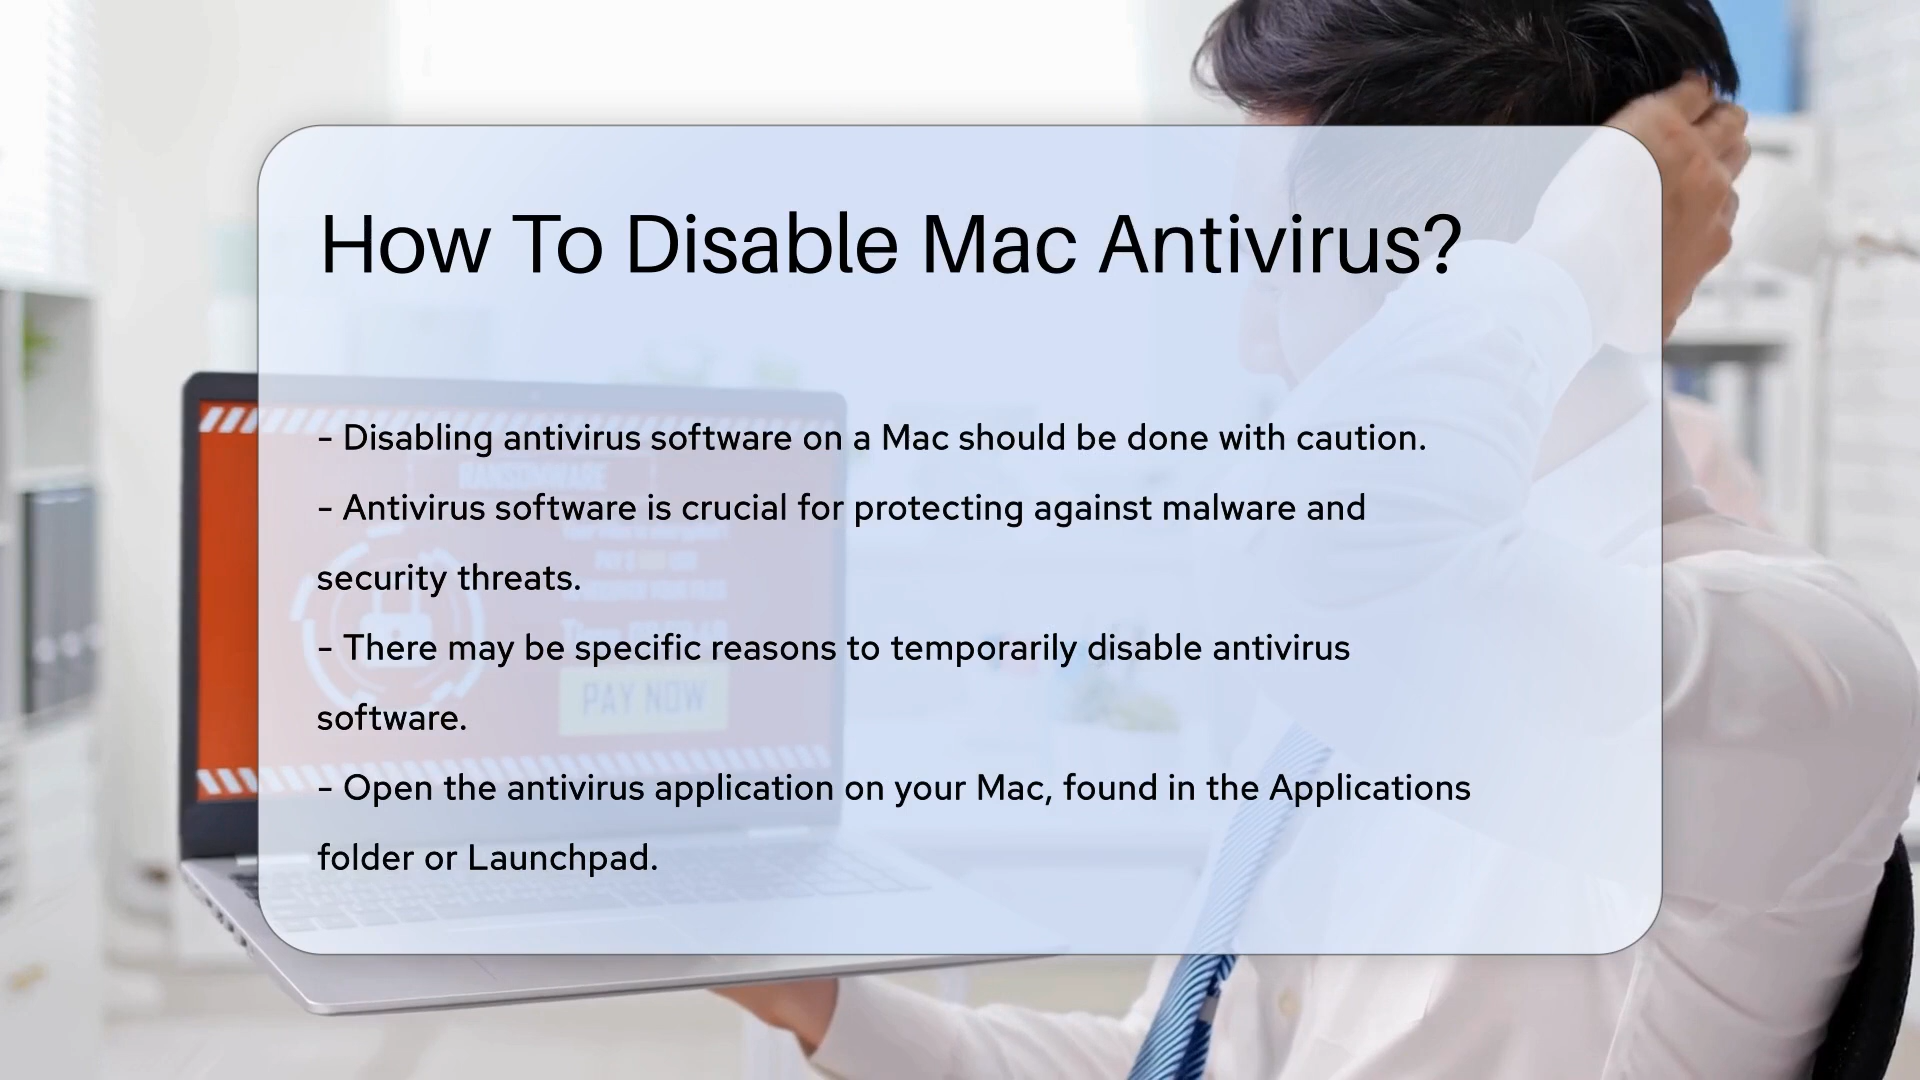 How To Disable Mac Antivirus?
– Disabling antivirus software on a Mac should be done with caution.
– Antivirus software is crucial for protecting against malware and
security threats.
– There may be specific reasons to temporarily disable antivirus
software.
– Open the antivirus application on your Mac, found in the Applications
folder or Launchpad.
RANSOMWARE
PAY NOW